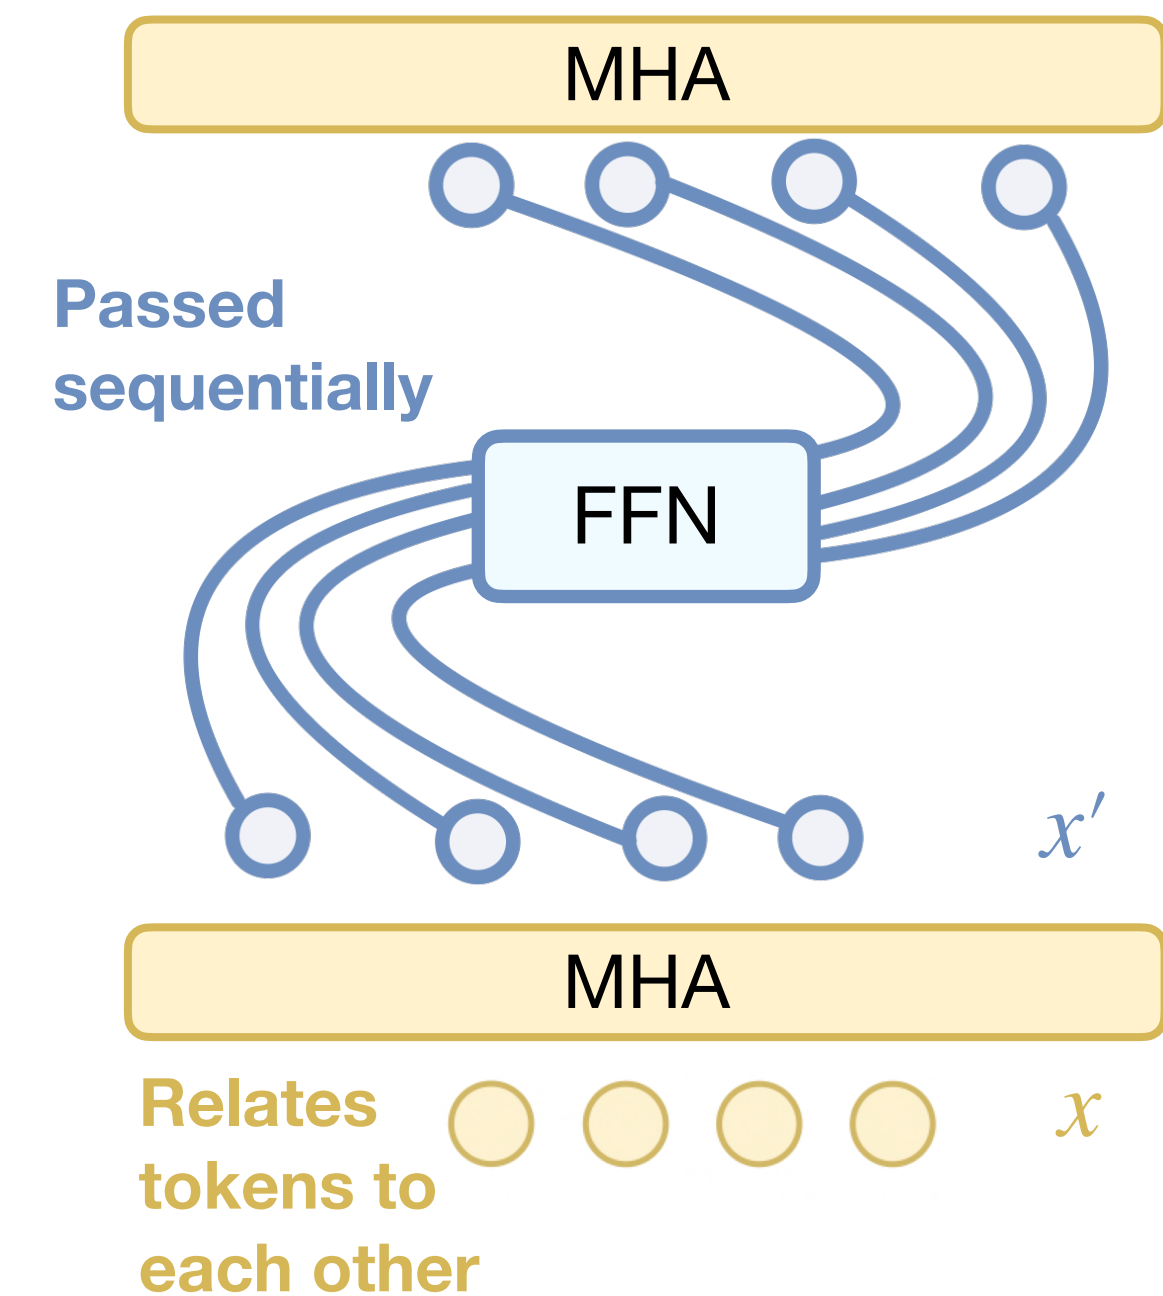 MHA
Passed
sequentially
FFN
x′
MHA
Relates
tokens to
each other
x